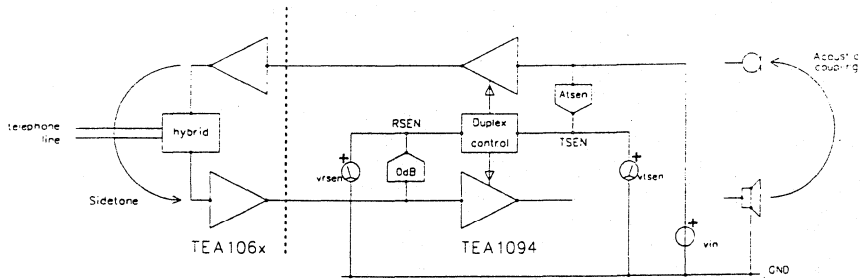 Acoustic
coupling
Atsen
telephone
line
hybrid
RSEN
Duplex
control
TSEN
vrsen
0dB
vtsen
Sidetone
TEA106x
TEA1094
vin
GND